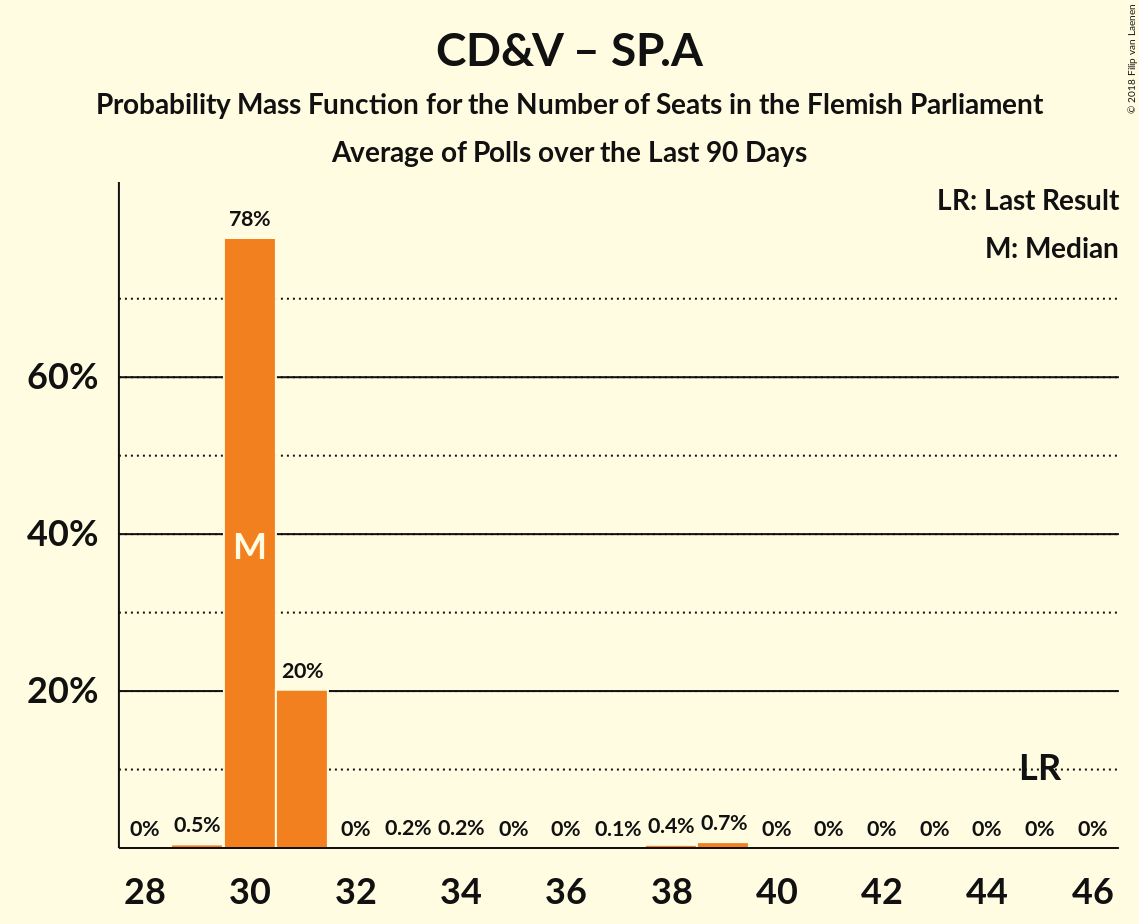 CD&V – SP.A
Probability Mass Function for the Number of Seats in the Flemish Parliament
Average of Polls over the Last 90 Days
© 2018 Filip van Laenen
LR: Last Result
M: Median
78%
60%
40%
M
20%
20%
LR
0% 0.5% 0% 0.2% 0.2% 0% 0% 0.1% 0.4% 0.7% 0% 0% 0% 0% 0% 0% 0%
28 30 32 34 36 38 40 42 44 46